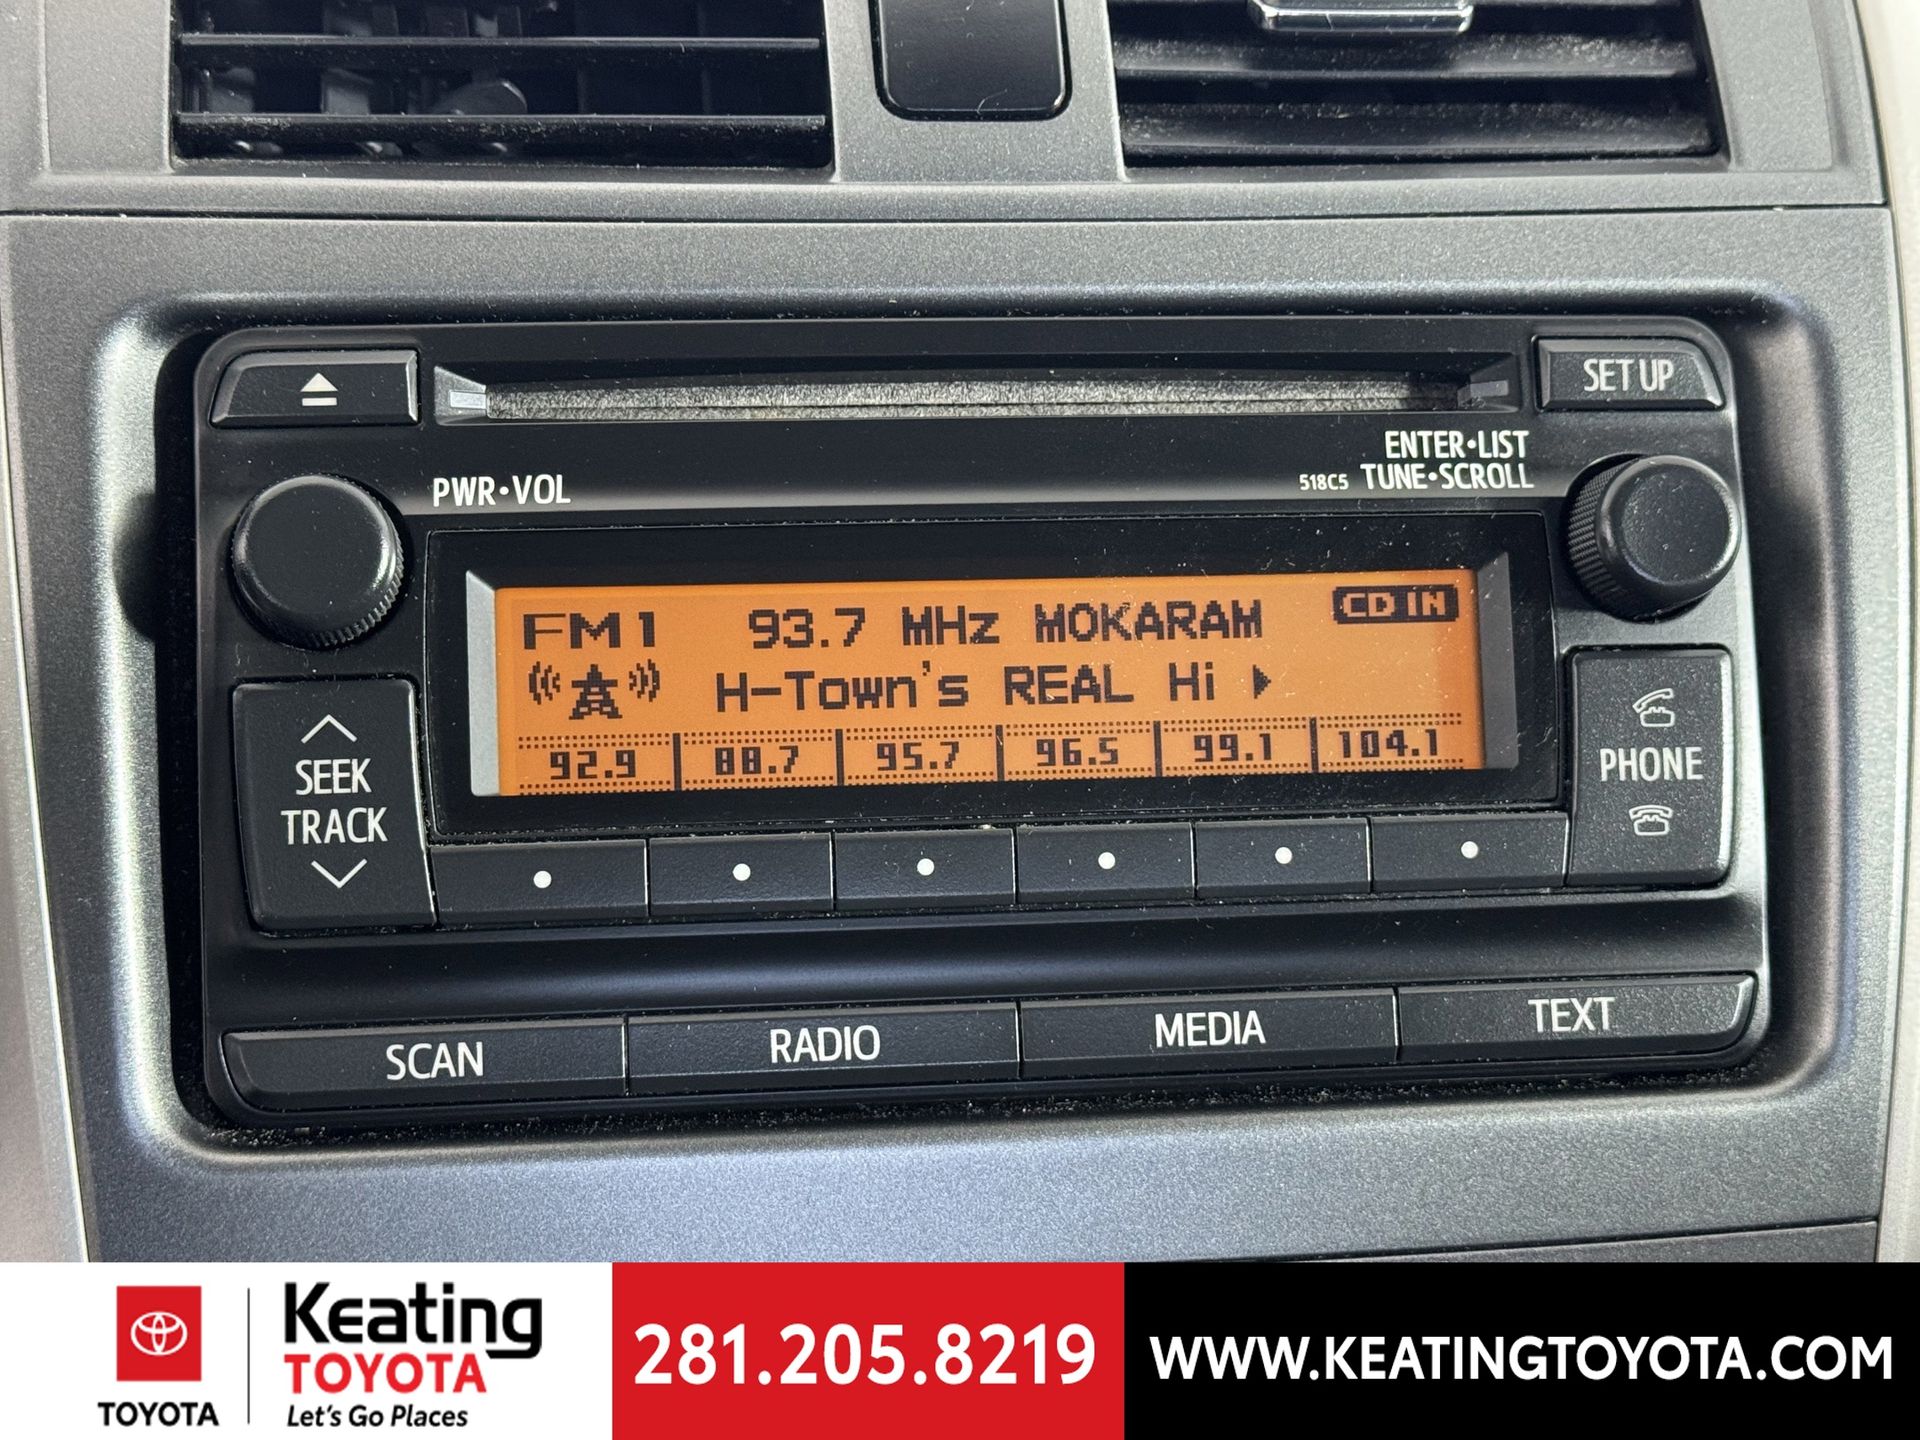 SET UP
PWR•VOL
ENTER•LIST
518C5 TUNE•SCROLL
FM1 93.7 MHz MOKARAM CD IN
H-Town's REAL Hi
92.9 88.7 95.7 96.5 99.1 104.1
SEEK
TRACK
PHONE
SCAN RADIO MEDIA TEXT
TOYOTA
Keating
TOYOTA
Let's Go Places
281.205.8219
WWW.KEATINGTOYOTA.COM